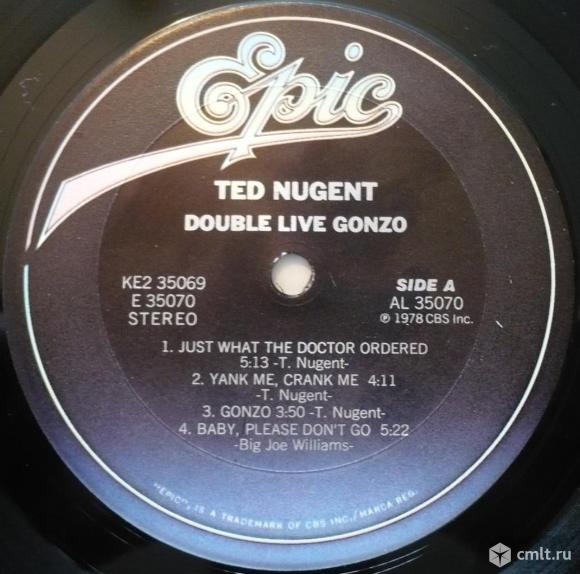 Epic
TED NUGENT
DOUBLE LIVE GONZO
KE2 35069
E 35070
STEREO
SIDE A
AL 35070
℗ 1978 CBS Inc.
1. JUST WHAT THE DOCTOR ORDERED
5:13 -T. Nugent-
2. YANK ME, CRANK ME 4:11
-T. Nugent-
3. GONZO 3:50 -T. Nugent-
4. BABY, PLEASE DON'T GO 5:22
-Big Joe Williams-
"EPIC", IS A TRADEMARK OF CBS INC./MARCA REG.
cmlt.ru